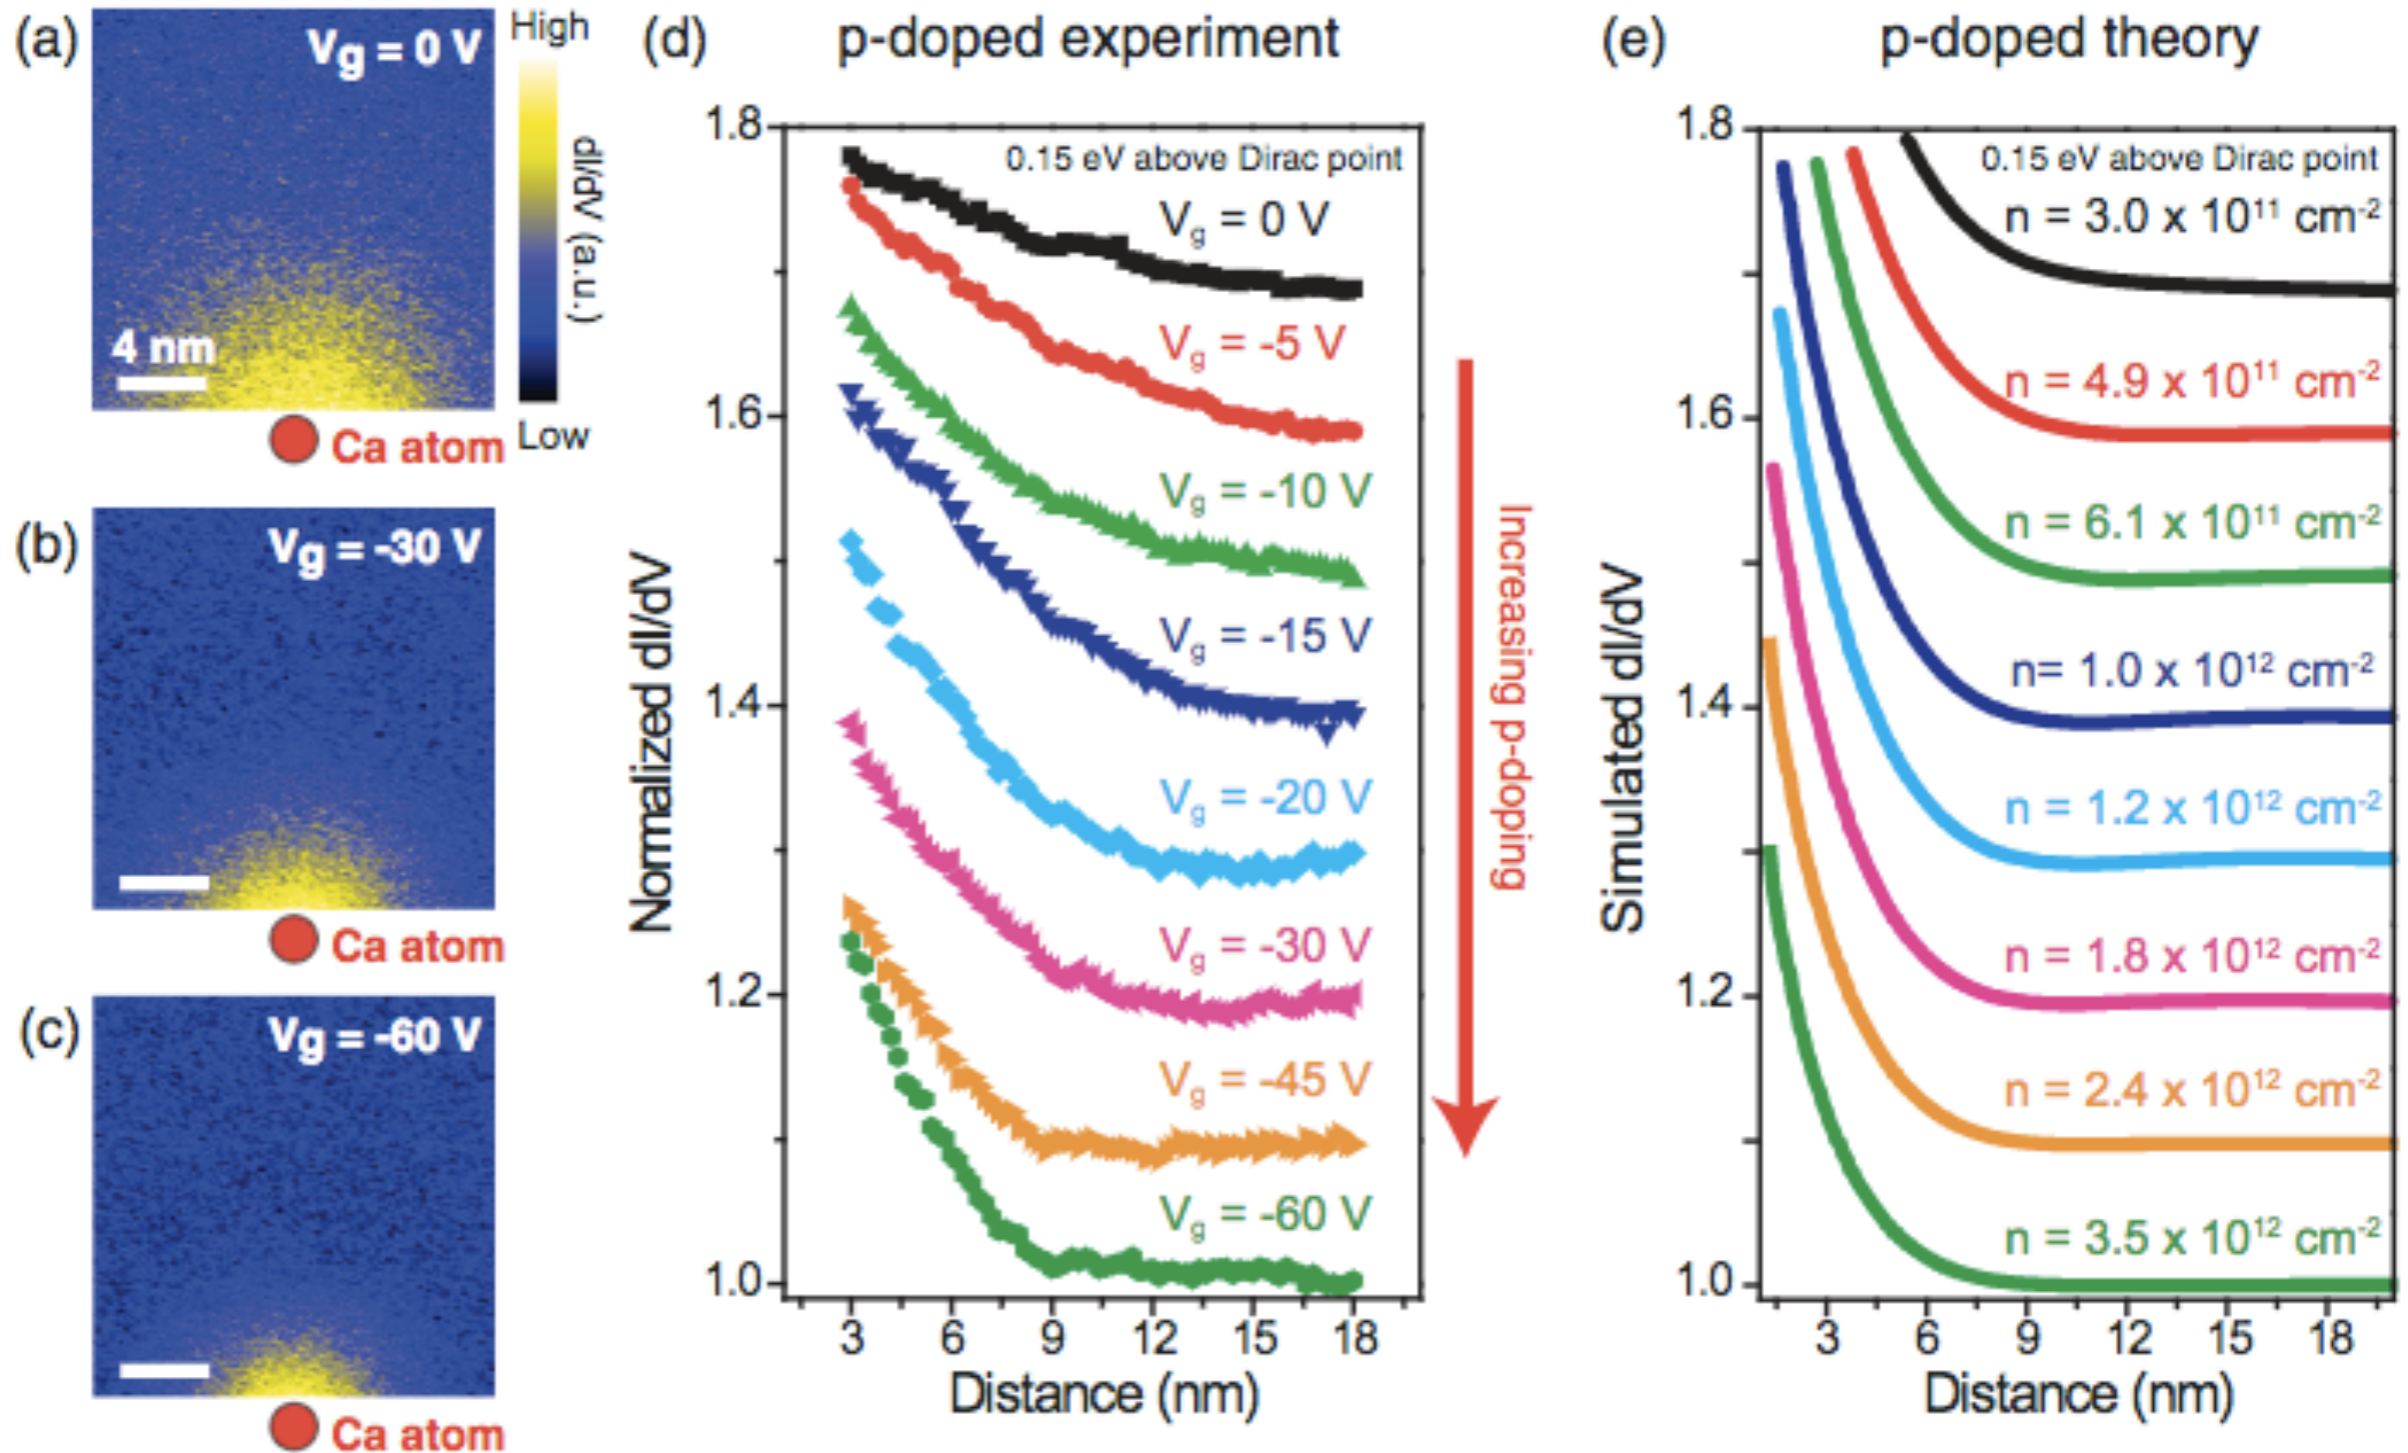 (a)
Vg = 0 V
High
dI/dV (a.u.)
Low
4 nm
Ca atom
(b)
Vg = -30 V
Ca atom
(c)
Vg = -60 V
Ca atom
(d)
p-doped experiment
0.15 eV above Dirac point
Vg = 0 V
Vg = -5 V
Vg = -10 V
Vg = -15 V
Vg = -20 V
Vg = -30 V
Vg = -45 V
Vg = -60 V
Normalized dI/dV
1.8
1.6
1.4
1.2
1.0
3 6 9 12 15 18
Distance (nm)
Increasing p-doping
(e)
p-doped theory
0.15 eV above Dirac point
n = 3.0 x 10¹¹ cm⁻²
n = 4.9 x 10¹¹ cm⁻²
n = 6.1 x 10¹¹ cm⁻²
n= 1.0 x 10¹² cm⁻²
n = 1.2 x 10¹² cm⁻²
n = 1.8 x 10¹² cm⁻²
n = 2.4 x 10¹² cm⁻²
n = 3.5 x 10¹² cm⁻²
Simulated dI/dV
1.8
1.6
1.4
1.2
1.0
3 6 9 12 15 18
Distance (nm)